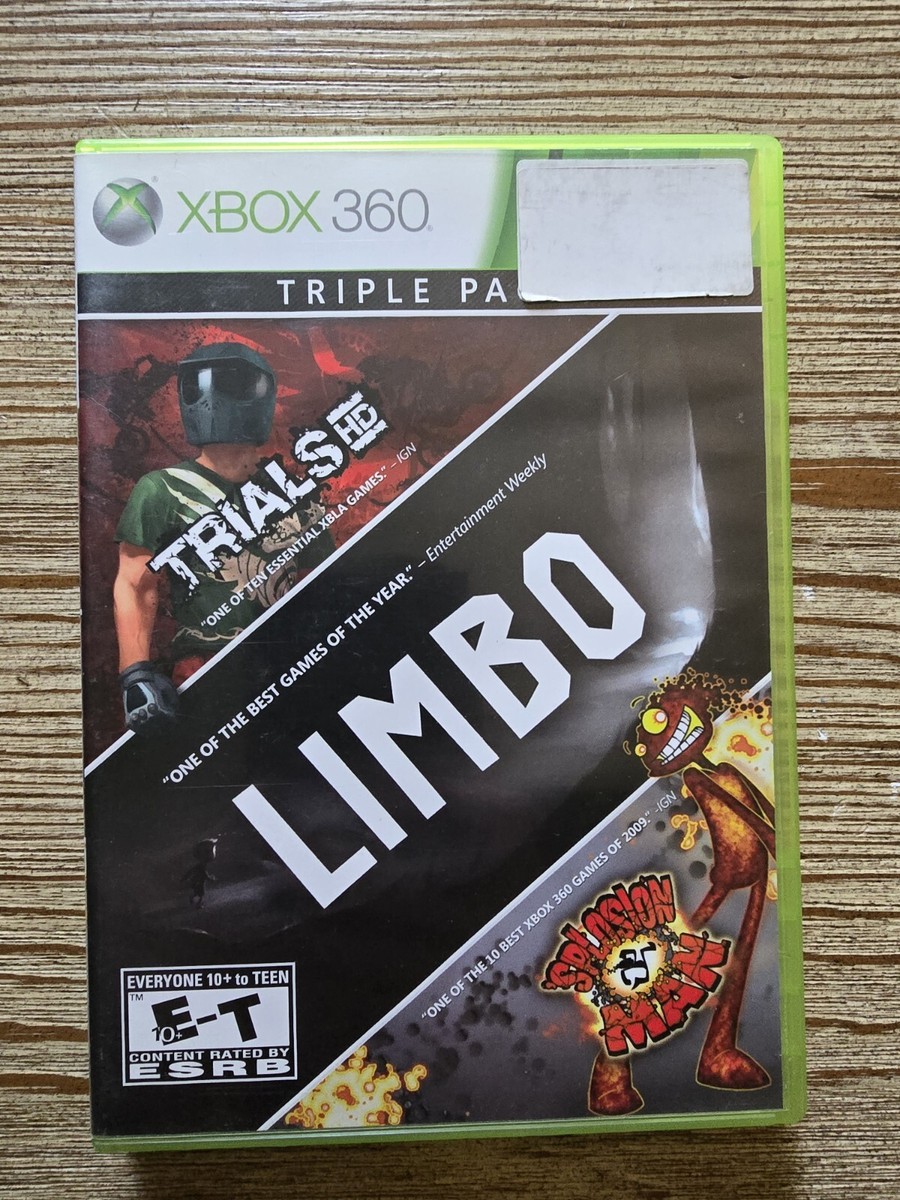 XBOX 360
TRIPLE PA
TRIALS HD
"ONE OF TEN ESSENTIAL XBLA GAMES." – IGN
"ONE OF THE BEST GAMES OF THE YEAR." – Entertainment Weekly
LIMBO
"ONE OF THE 10 BEST XBOX 360 GAMES OF 2009." –IGN
'SPLOSION
MAN
EVERYONE 10+ to TEEN
TM
E-T
10+
CONTENT RATED BY
ESRB